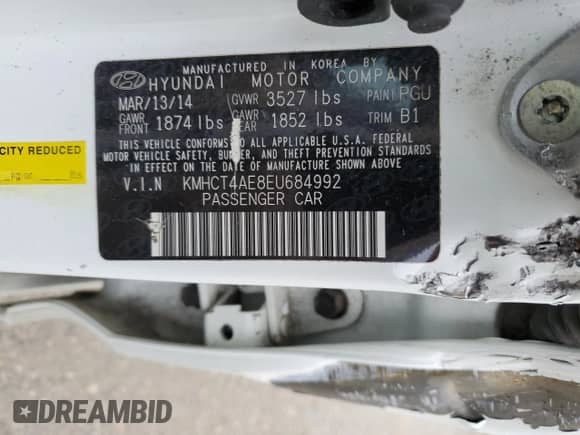 MANUFACTURED IN KOREA BY
HYUNDAI MOTOR COMPANY
MAR/13/14 GVWR 3527 lbs PAINT PGU
GAWR FRONT 1874 lbs GAWR REAR 1852 lbs TRIM B1
THIS VEHICLE CONFORMS TO ALL APPLICABLE U.S.A. FEDERAL
MOTOR VEHICLE SAFETY, BUMPER, AND THEFT PREVENTION STANDARDS
IN EFFECT ON THE DATE OF MANUFACTURE SHOWN ABOVE.
V.I.N KMHCT4AE8EU684992
PASSENGER CAR
CITY REDUCED
DREAMBID